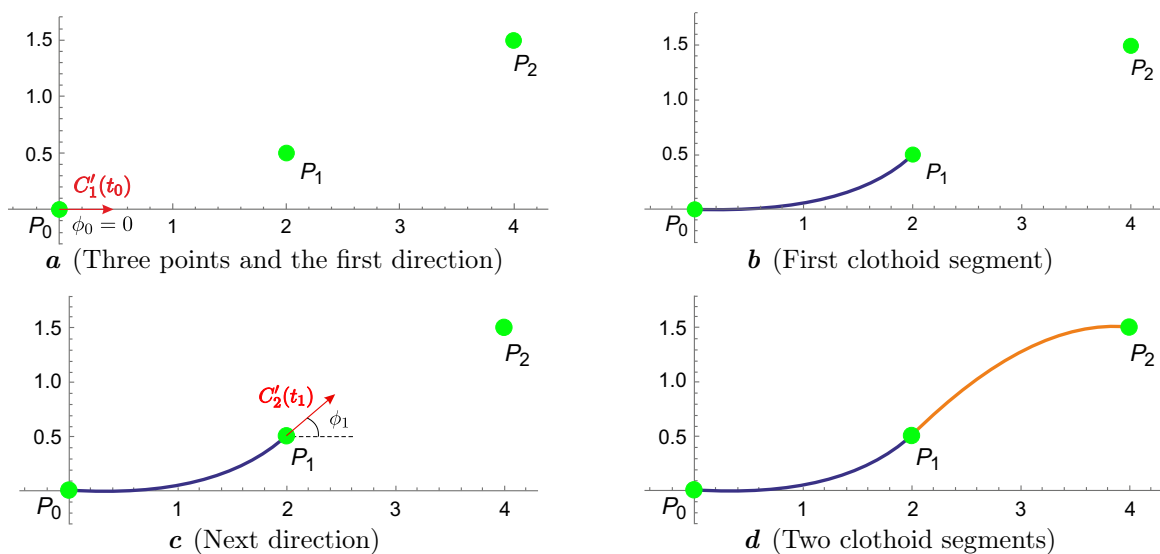 1.5
P2
1.0
0.5
P1
C′1(t0)
P0
ϕ0 = 0
1
2
3
4
a (Three points and the first direction)
1.5
P2
1.0
0.5
P1
P0
1
2
3
4
b (First clothoid segment)
1.5
P2
1.0
C′2(t1)
ϕ1
0.5
P1
P0
1
2
3
4
c (Next direction)
1.5
P2
1.0
0.5
P1
P0
1
2
3
4
d (Two clothoid segments)